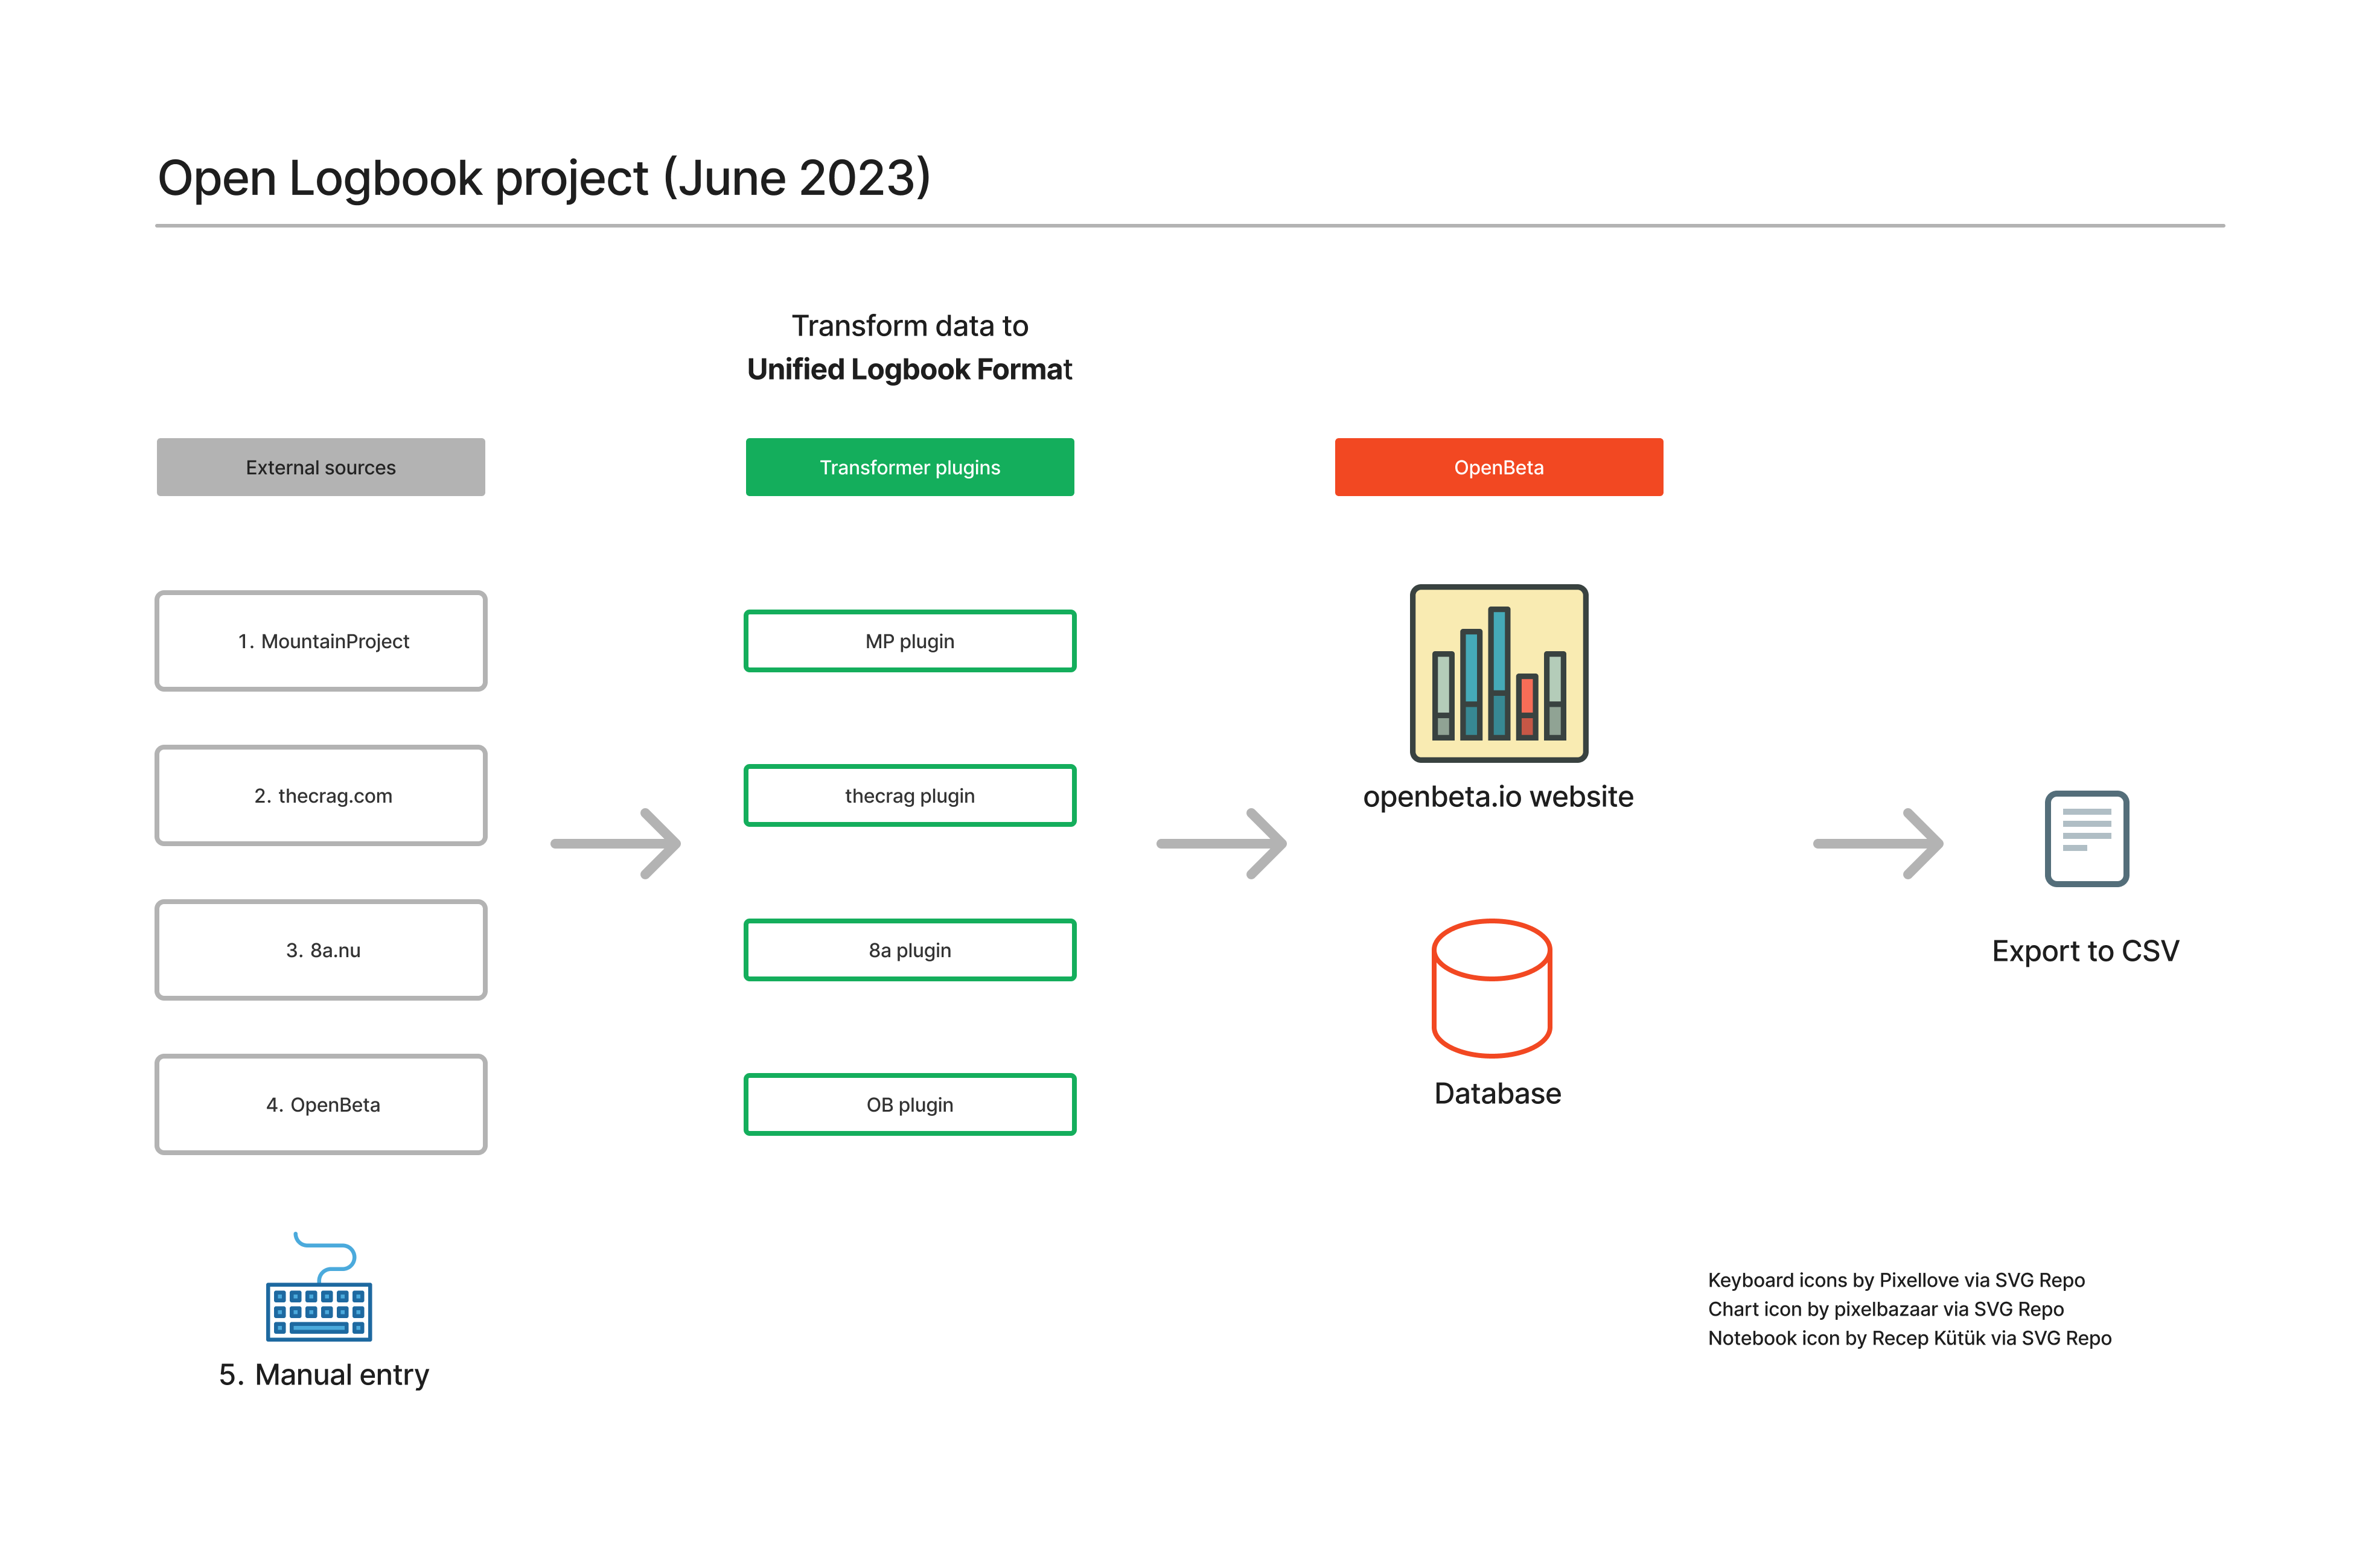 Open Logbook project (June 2023)
Transform data to
Unified Logbook Format
External sources
Transformer plugins
OpenBeta
1. MountainProject
MP plugin
2. thecrag.com
thecrag plugin
openbeta.io website
3. 8a.nu
8a plugin
Export to CSV
4. OpenBeta
OB plugin
Database
5. Manual entry
Keyboard icons by Pixellove via SVG Repo
Chart icon by pixelbazaar via SVG Repo
Notebook icon by Recep Kütük via SVG Repo